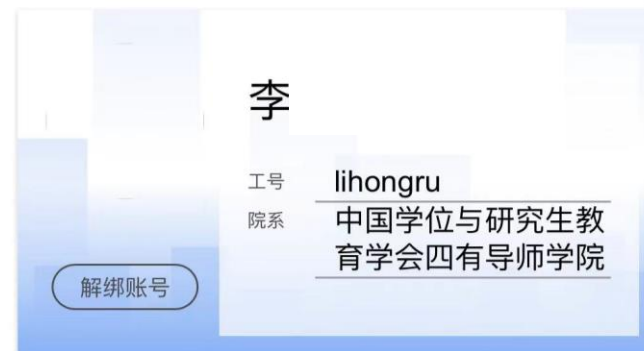 李
工号 lihongru
院系 中国学位与研究生教
育学会四有导师学院
解绑账号